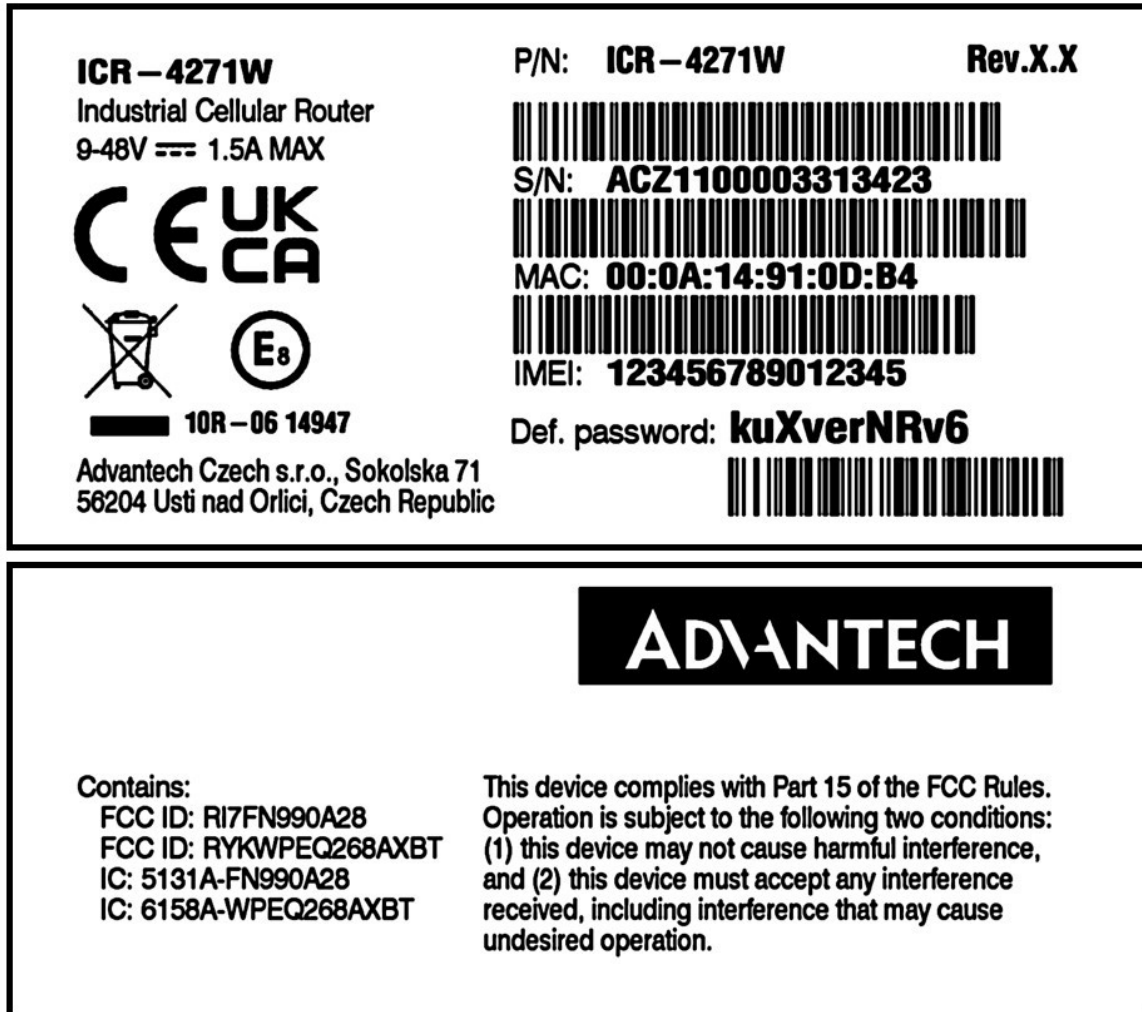 ICR-4271W
Industrial Cellular Router
9-48V 1.5A MAX
CE UK
CA
E8
10R-06 14947
Advantech Czech s.r.o., Sokolska 71
56204 Usti nad Orlici, Czech Republic
P/N: ICR-4271W Rev.X.X
S/N: ACZ1100003313423
MAC: 00:0A:14:91:0D:B4
IMEI: 123456789012345
Def. password: kuXverNRv6
ADVANTECH
Contains:
FCC ID: RI7FN990A28
FCC ID: RYKWPEQ268AXBT
IC: 5131A-FN990A28
IC: 6158A-WPEQ268AXBT
This device complies with Part 15 of the FCC Rules.
Operation is subject to the following two conditions:
(1) this device may not cause harmful interference,
and (2) this device must accept any interference
received, including interference that may cause
undesired operation.